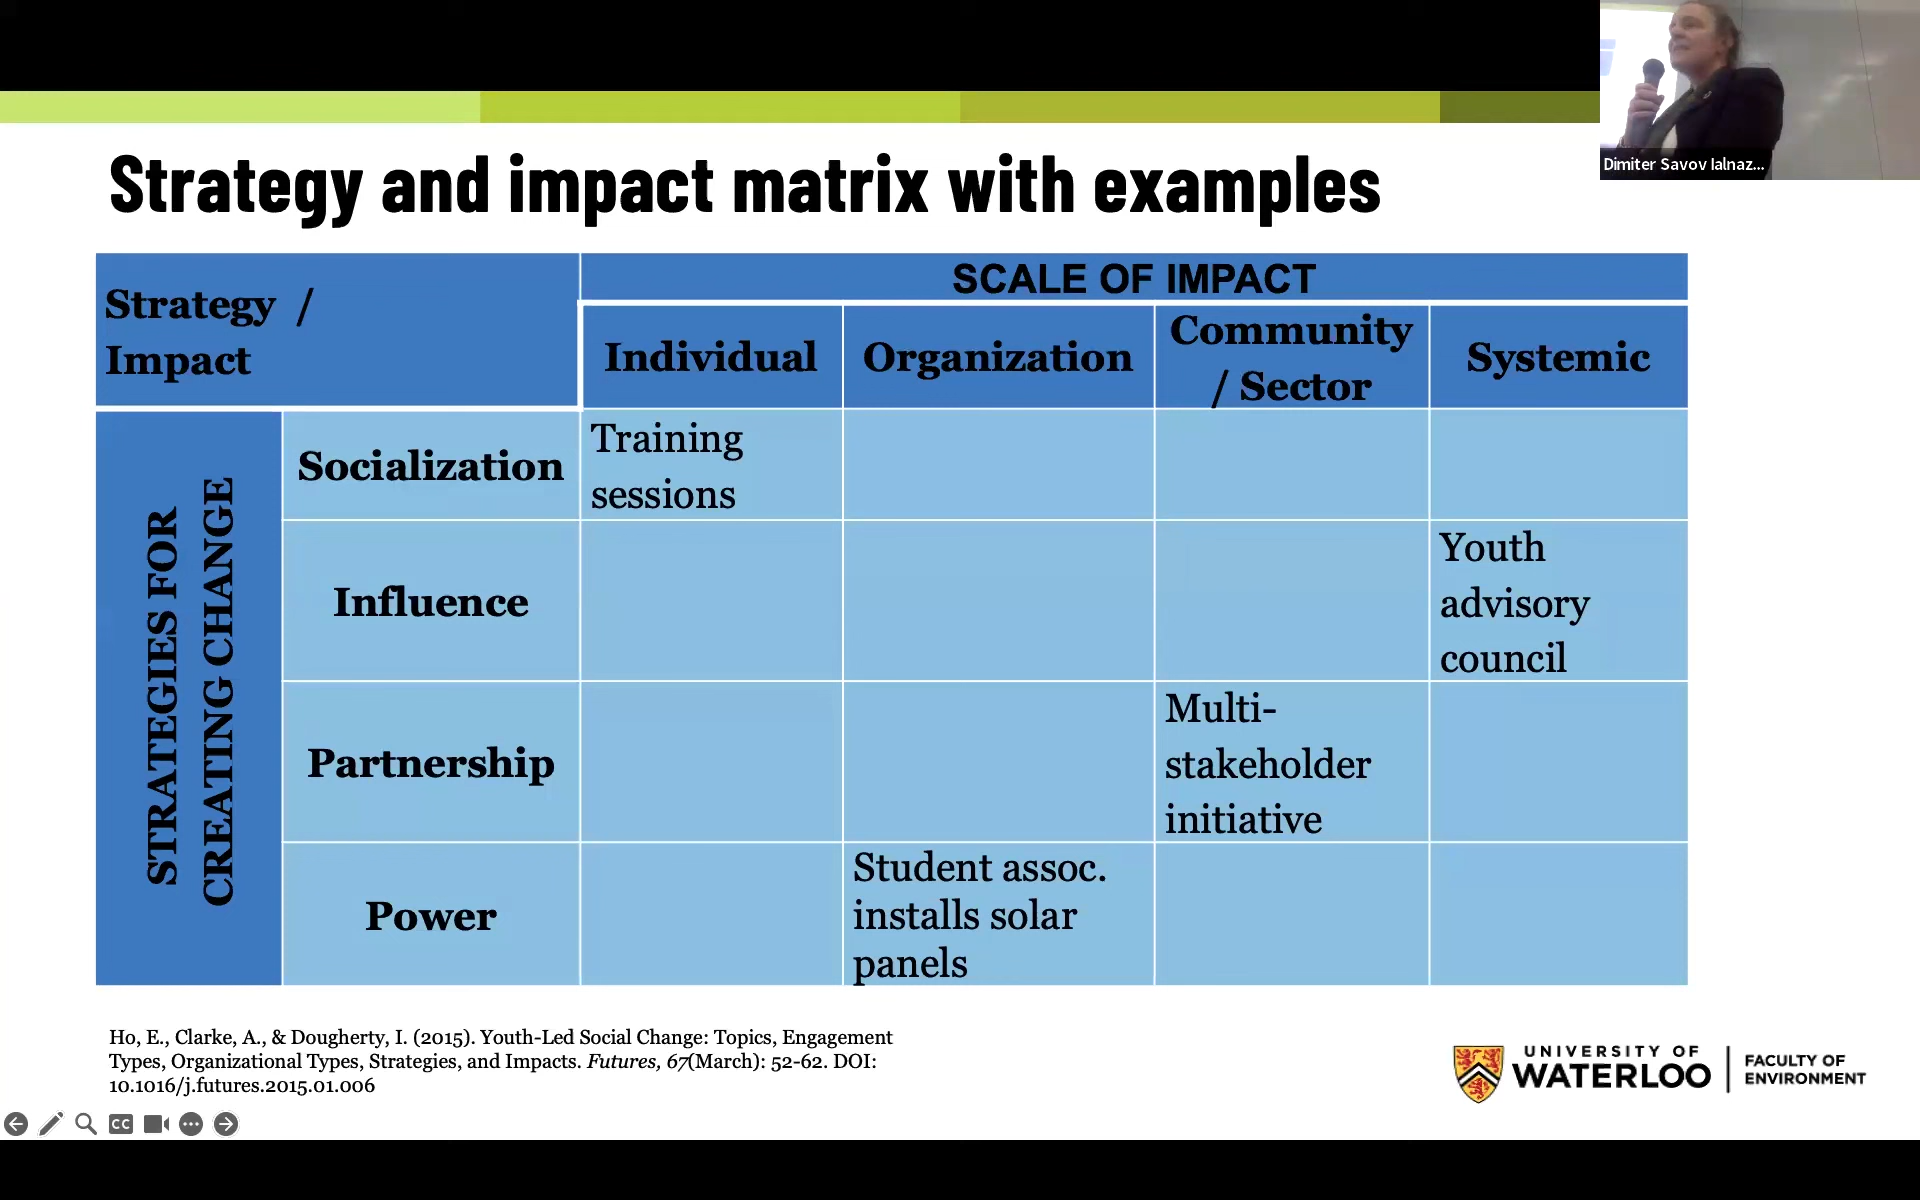 Dimiter Savov Ialnaz...
Strategy and impact matrix with examples
Strategy /
Impact
SCALE OF IMPACT
Individual
Organization
Community
/ Sector
Systemic
STRATEGIES FOR
CREATING CHANGE
Socialization
Training
sessions
Influence
Youth
advisory
council
Partnership
Multi-
stakeholder
initiative
Power
Student assoc.
installs solar
panels
Ho, E., Clarke, A., & Dougherty, I. (2015). Youth-Led Social Change: Topics, Engagement
Types, Organizational Types, Strategies, and Impacts. Futures, 67(March): 52-62. DOI:
10.1016/j.futures.2015.01.006
UNIVERSITY OF
WATERLOO
FACULTY OF
ENVIRONMENT
CC